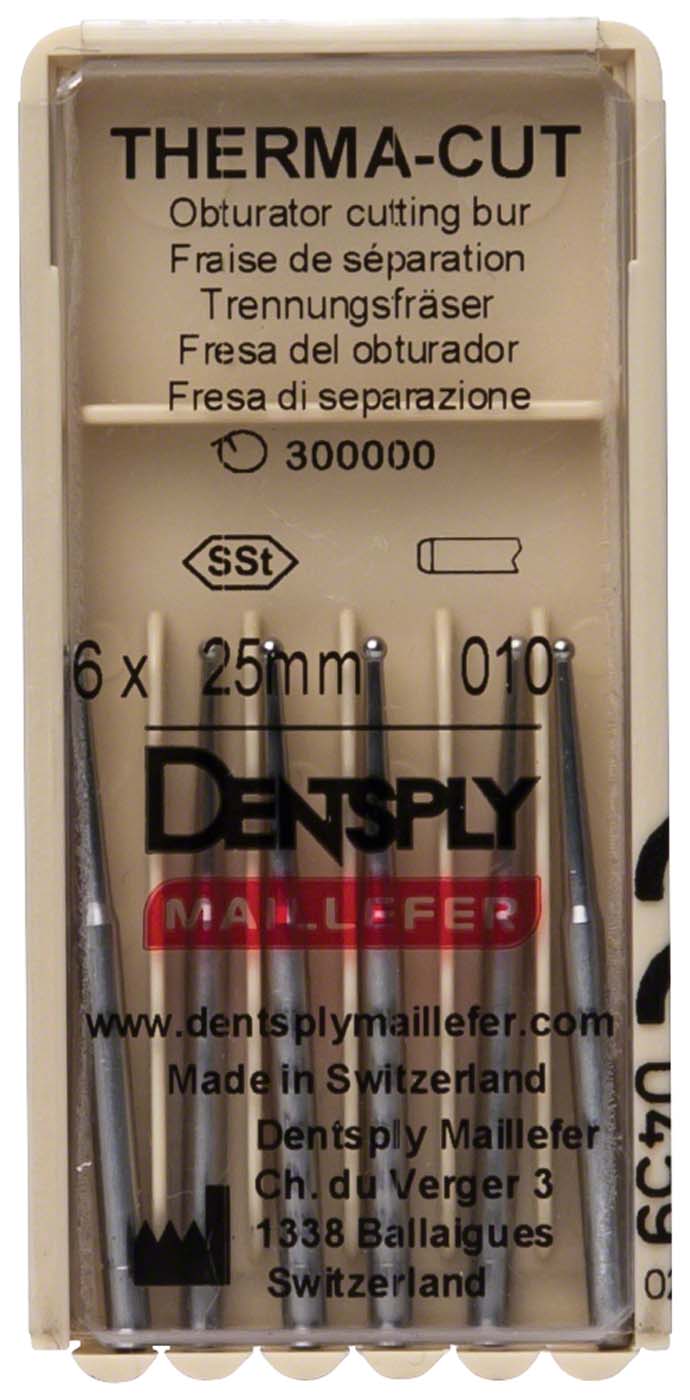 THERMA-CUT
Obturator cutting bur
Fraise de séparation
Trennungsfräser
Fresa del obturador
Fresa di separazione
300000
SSt
6 x 25mm 010
DENTSPLY
MAILLEFER
www.dentsplymaillefer.com
Made in Switzerland
Dentsply Maillefer
Ch. du Verger 3
1338 Ballaigues
Switzerland